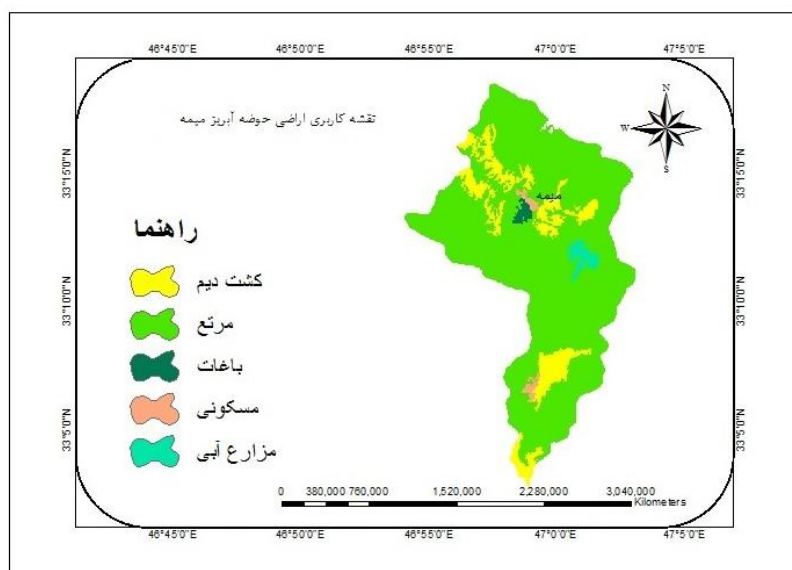 46°45'0"E 46°50'0"E 46°55'0"E 47°0'0"E 47°5'0"E
N
W E
S
نقشه کاربری اراضی حوضه آبریز میمه
33°15'0"N 33°15'0"N
میمه
راهنما
کشت دیم
33°10'0"N 33°10'0"N
مرتع
باغات
مسکونی
33°5'0"N 33°5'0"N
مزارع آبی
0 380,000 760,000 1,520,000 2,280,000 3,040,000
Kilometers
46°45'0"E 46°50'0"E 46°55'0"E 47°0'0"E 47°5'0"E